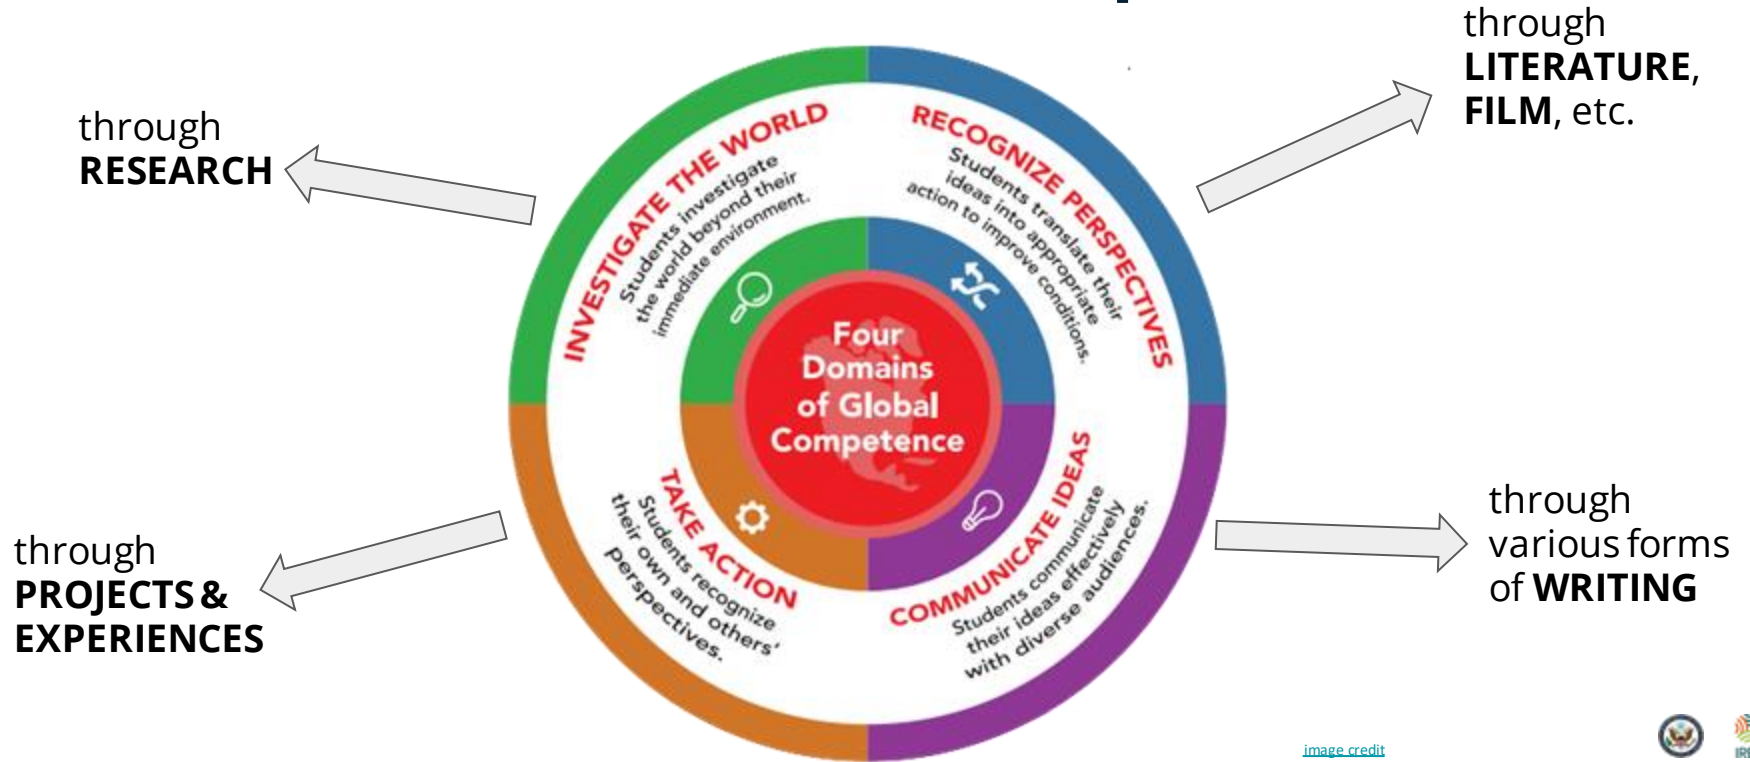 through
RESEARCH
through
LITERATURE,
FILM, etc.
INVESTIGATE THE WORLD
Students investigate
the world beyond their
immediate environment.
RECOGNIZE PERSPECTIVES
Students translate their
ideas into appropriate
action to improve conditions.
Four
Domains
of Global
Competence
TAKE ACTION
Students recognize
their own and others'
perspectives.
COMMUNICATE IDEAS
Students communicate
their ideas effectively
with diverse audiences.
through
PROJECTS &
EXPERIENCES
through
various forms
of WRITING
image credit